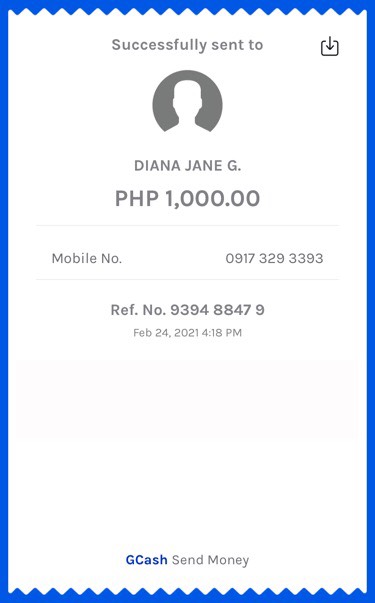 Successfully sent to
DIANA JANE G.
PHP 1,000.00
Mobile No. 0917 329 3393
Ref. No. 9394 8847 9
Feb 24, 2021 4:18 PM
GCash Send Money